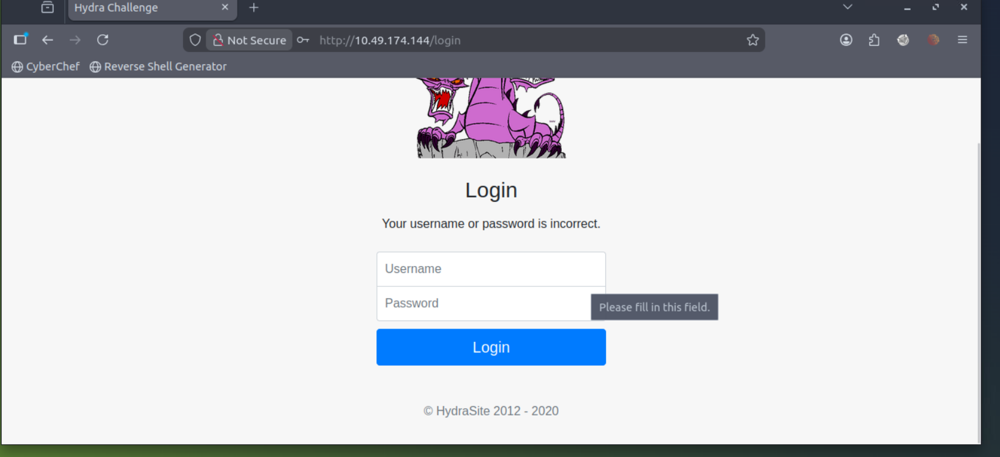 Hydra Challenge
Not Secure http://10.49.174.144/login
CyberChef Reverse Shell Generator
Login
Your username or password is incorrect.
Username
Password
Please fill in this field.
Login
© HydraSite 2012 - 2020